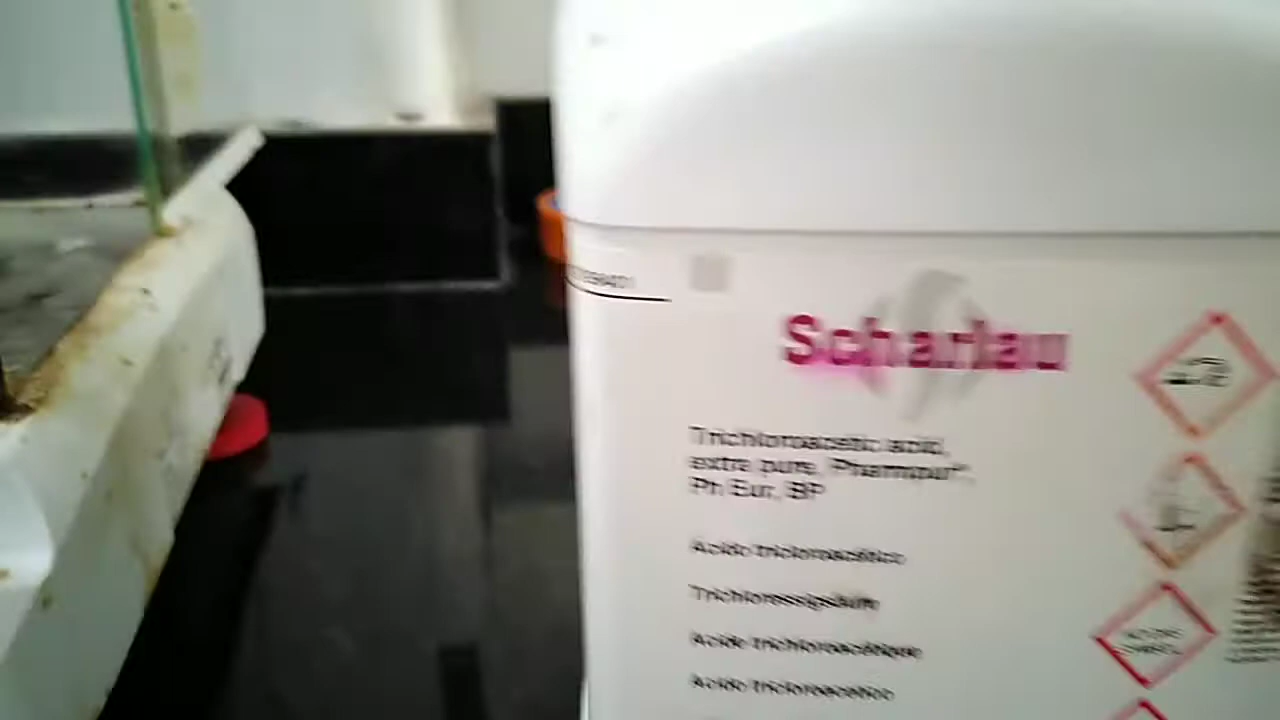 Scharlau
Trichloroacetic acid,
extra pure, Pharmpur®,
Ph Eur, BP
Acido tricloroacético
Trichloressigsäure
Acide trichloroacétique
Acido tricloroacetico